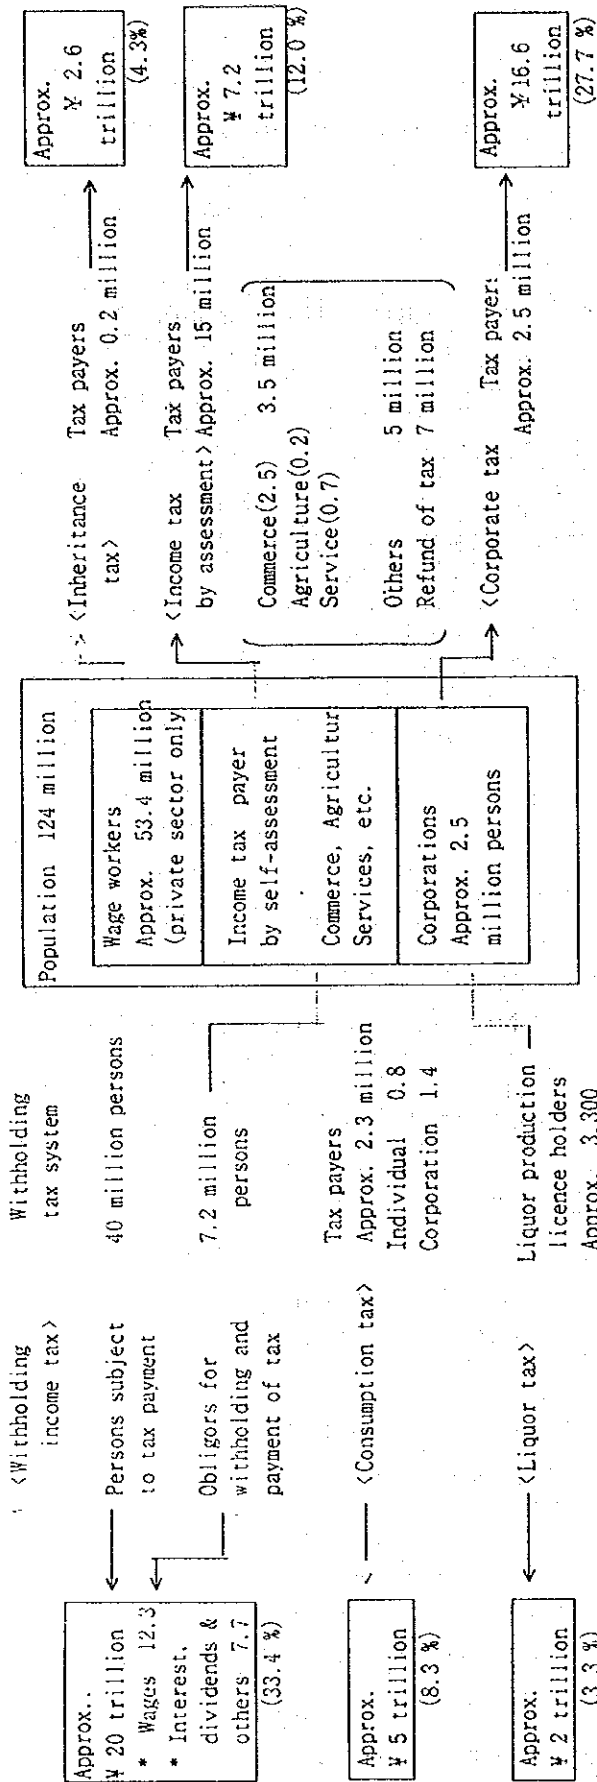 Approx..
¥ 20 trillion
* Wages 12.3
* Interest.
dividends &
others 7.7
(33.4 %)
<Withholding
income tax>
Withholding
tax system
Persons subject
to tax payment
40 million persons
Obligors for
withholding and
payment of tax
7.2 million
persons
Approx.
¥ 5 trillion
(8.3 %)
<Consumption tax>
Tax payers
Approx. 2.3 million
Individual 0.8
Corporation 1.4
Approx.
¥ 2 trillion
(3.3 %)
<Liquor tax>
Liquor production
licence holders
Approx. 3,300
Population 124 million
Wage workers
Approx. 53.4 million
(private sector only
Income tax payer
by self-assessment
Commerce, Agricultur
Services, etc.
Corporations
Approx. 2.5
million persons
<Inheritance
tax>
Tax payers
Approx. 0.2 million
Approx.
¥ 2.6
trillion
(4.3%)
<Income tax
by assessment>
Tax payers
Approx. 15 million
Approx.
¥ 7.2
trillion
(12.0 %)
Commerce(2.5) 3.5 million
Agriculture(0.2)
Service(0.7)
Others 5 million
Refund of tax 7 million
<Corporate tax
Tax payer
Approx. 2.5 million
Approx.
¥16.6
trillion
(27.7 %)